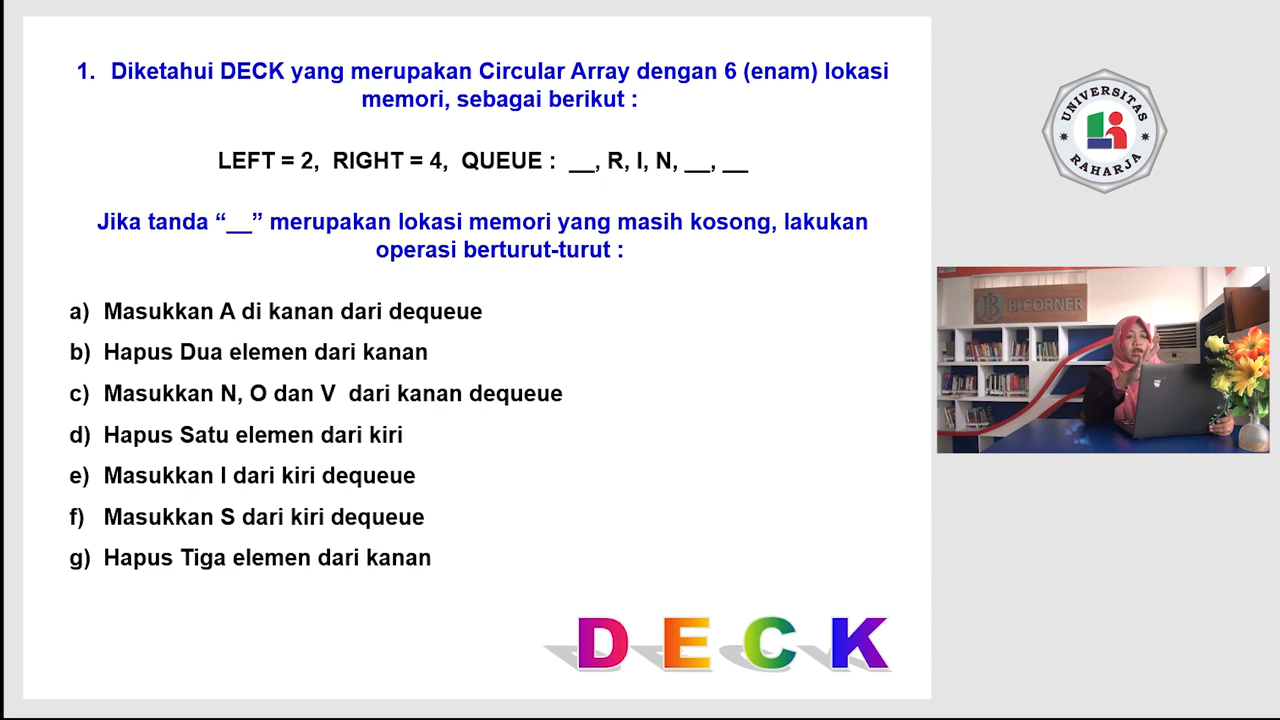 1. Diketahui DECK yang merupakan Circular Array dengan 6 (enam) lokasi
memori, sebagai berikut :
LEFT = 2, RIGHT = 4, QUEUE : __, R, I, N, __, __
Jika tanda “__” merupakan lokasi memori yang masih kosong, lakukan
operasi berturut-turut :
a) Masukkan A di kanan dari dequeue
b) Hapus Dua elemen dari kanan
c) Masukkan N, O dan V dari kanan dequeue
d) Hapus Satu elemen dari kiri
e) Masukkan I dari kiri dequeue
f) Masukkan S dari kiri dequeue
g) Hapus Tiga elemen dari kanan
DECK
UNIVERSITAS
RAHARJA
BI CORNER